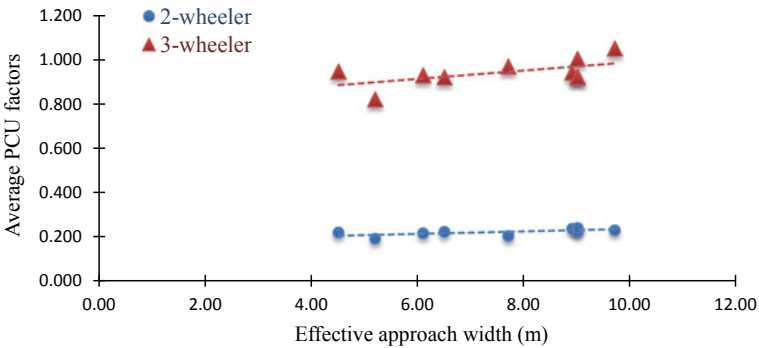 2-wheeler
3-wheeler
Average PCU factors
1.200
1.000
0.800
0.600
0.400
0.200
0.000
0.00 2.00 4.00 6.00 8.00 10.00 12.00
Effective approach width (m)